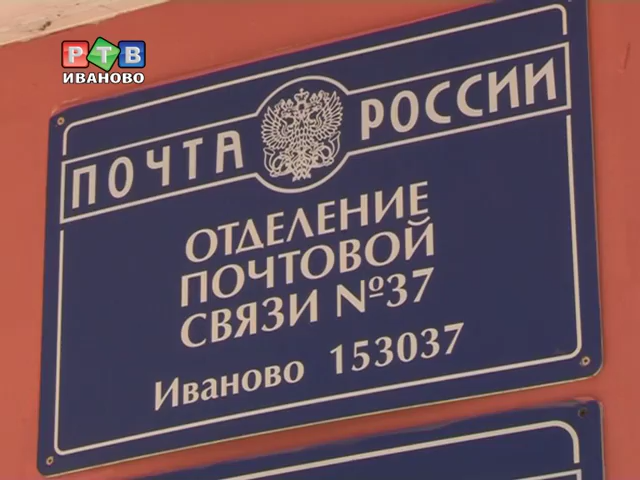 РТВ
ИВАНОВО
ПОЧТА РОССИИ
ОТДЕЛЕНИЕ
ПОЧТОВОЙ
СВЯЗИ №37
Иваново 153037